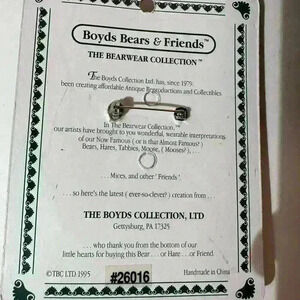 Boyds Bears & Friends™
THE BEARWEAR COLLECTION™
The Boyds Collection Ltd. has, since 1979,
been creating affordable Antique Reproductions and Collectibles
In The Bearwear Collection,™
our artists have brought to you wonderful, wearable interpretations
of our Now Famous ( or is that Almost Famous? )
Bears, Hares, Tabbies, Moose, ( Mooses? ) . . .
. . . Mices, and other 'Friends'.
. . . so here's the latest ( ever-so-clever? ) creation from . . .
THE BOYDS COLLECTION, LTD
Gettysburg, PA 17325
. . . who thank you from the bottom of our
little hearts for buying this Bear . . . or Hare . . . or Friend
©TBC LTD 1995
#26016
Handmade in China